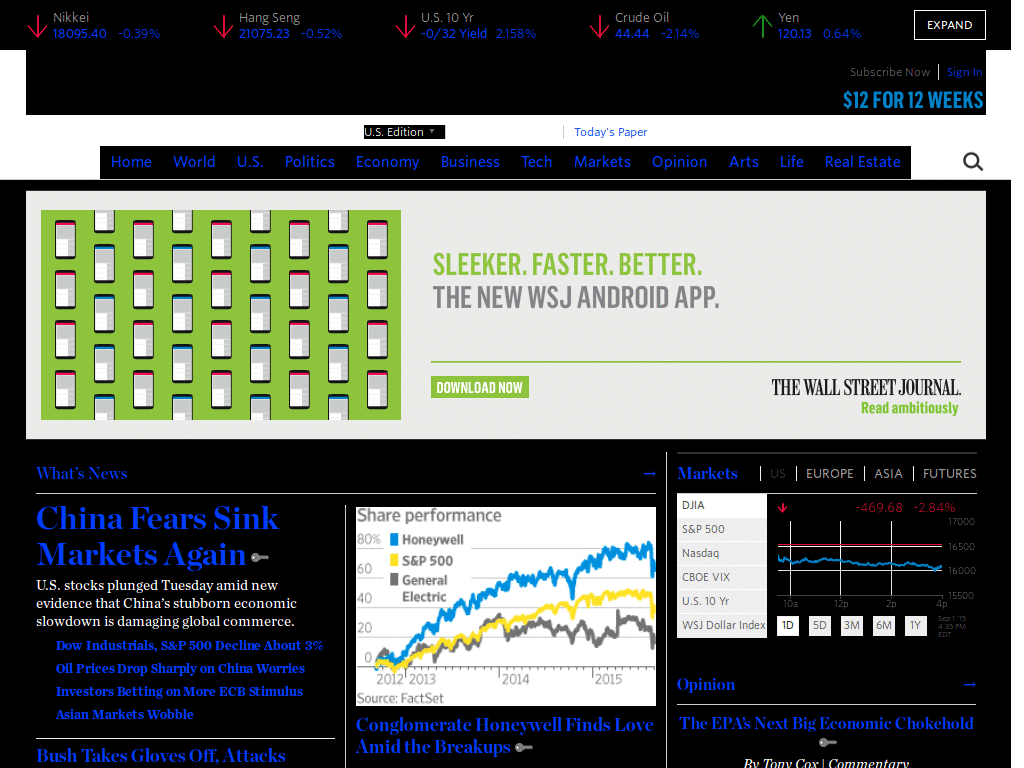 Nikkei
18095.40 -0.39%
Hang Seng
21075.23 -0.52%
U.S. 10 Yr
-0/32 Yield 2.158%
Crude Oil
44.44 -2.14%
Yen
120.13 0.64%
EXPAND
Subscribe Now
Sign In
$12 FOR 12 WEEKS
U.S. Edition
Today's Paper
Home World U.S. Politics Economy Business Tech Markets Opinion Arts Life Real Estate
SLEEKER. FASTER. BETTER.
THE NEW WSJ ANDROID APP.
DOWNLOAD NOW
THE WALL STREET JOURNAL.
Read ambitiously
What's News →
China Fears Sink
Markets Again
U.S. stocks plunged Tuesday amid new
evidence that China's stubborn economic
slowdown is damaging global commerce.
Dow Industrials, S&P 500 Decline About 3%
Oil Prices Drop Sharply on China Worries
Investors Betting on More ECB Stimulus
Asian Markets Wobble
Bush Takes Gloves Off, Attacks
Share performance
80%
60
40
20
0
Honeywell
S&P 500
General
Electric
2012 2013 2014 2015
Source: FactSet
Conglomerate Honeywell Finds Love
Amid the Breakups
Markets
US EUROPE ASIA FUTURES
DJIA
S&P 500
Nasdaq
CBOE VIX
U.S. 10 Yr
WSJ Dollar Index
-469.68 -2.84%
17000
16500
16000
15500
10a 12p 2p 4p
1D 5D 3M 6M 1Y
Sep 1 '15
4:35 PM
EDT
Opinion →
The EPA's Next Big Economic Chokehold
By Tony Cox | Commentary